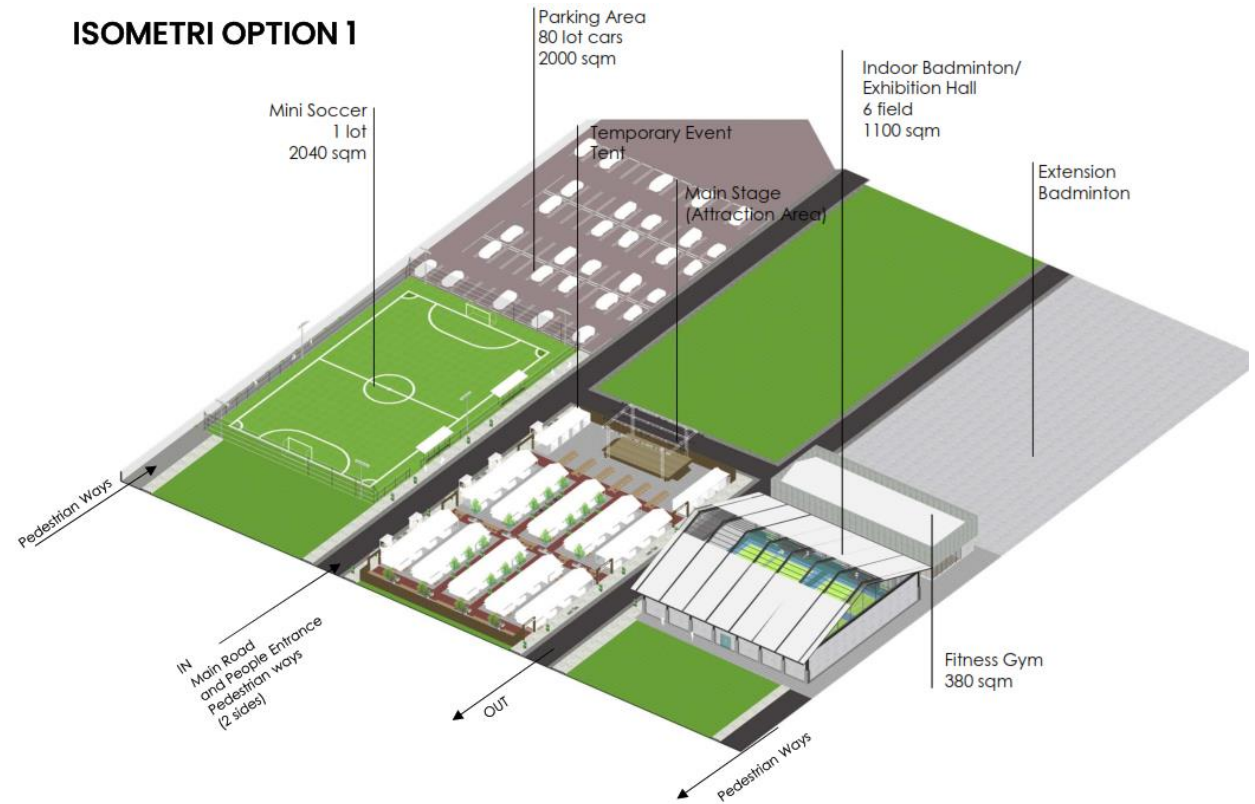 ISOMETRI OPTION 1
Parking Area
80 lot cars
2000 sqm
Mini Soccer
1 lot
2040 sqm
Temporary Event
Tent
Main Stage
(Attraction Area)
Indoor Badminton/
Exhibition Hall
6 field
1100 sqm
Extension
Badminton
Pedestrian Ways
IN
Main Road
and People Entrance
Pedestrian ways
(2 sides)
OUT
Fitness Gym
380 sqm
Pedestrian Ways